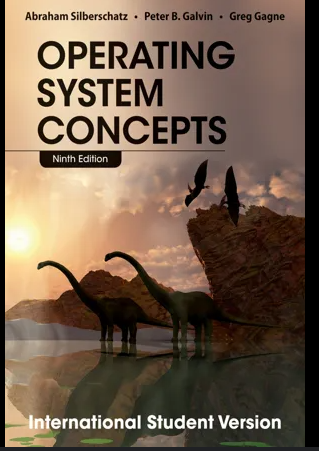 Abraham Silberschatz • Peter B. Galvin • Greg Gagne
OPERATING
SYSTEM
CONCEPTS
Ninth Edition
International Student Version